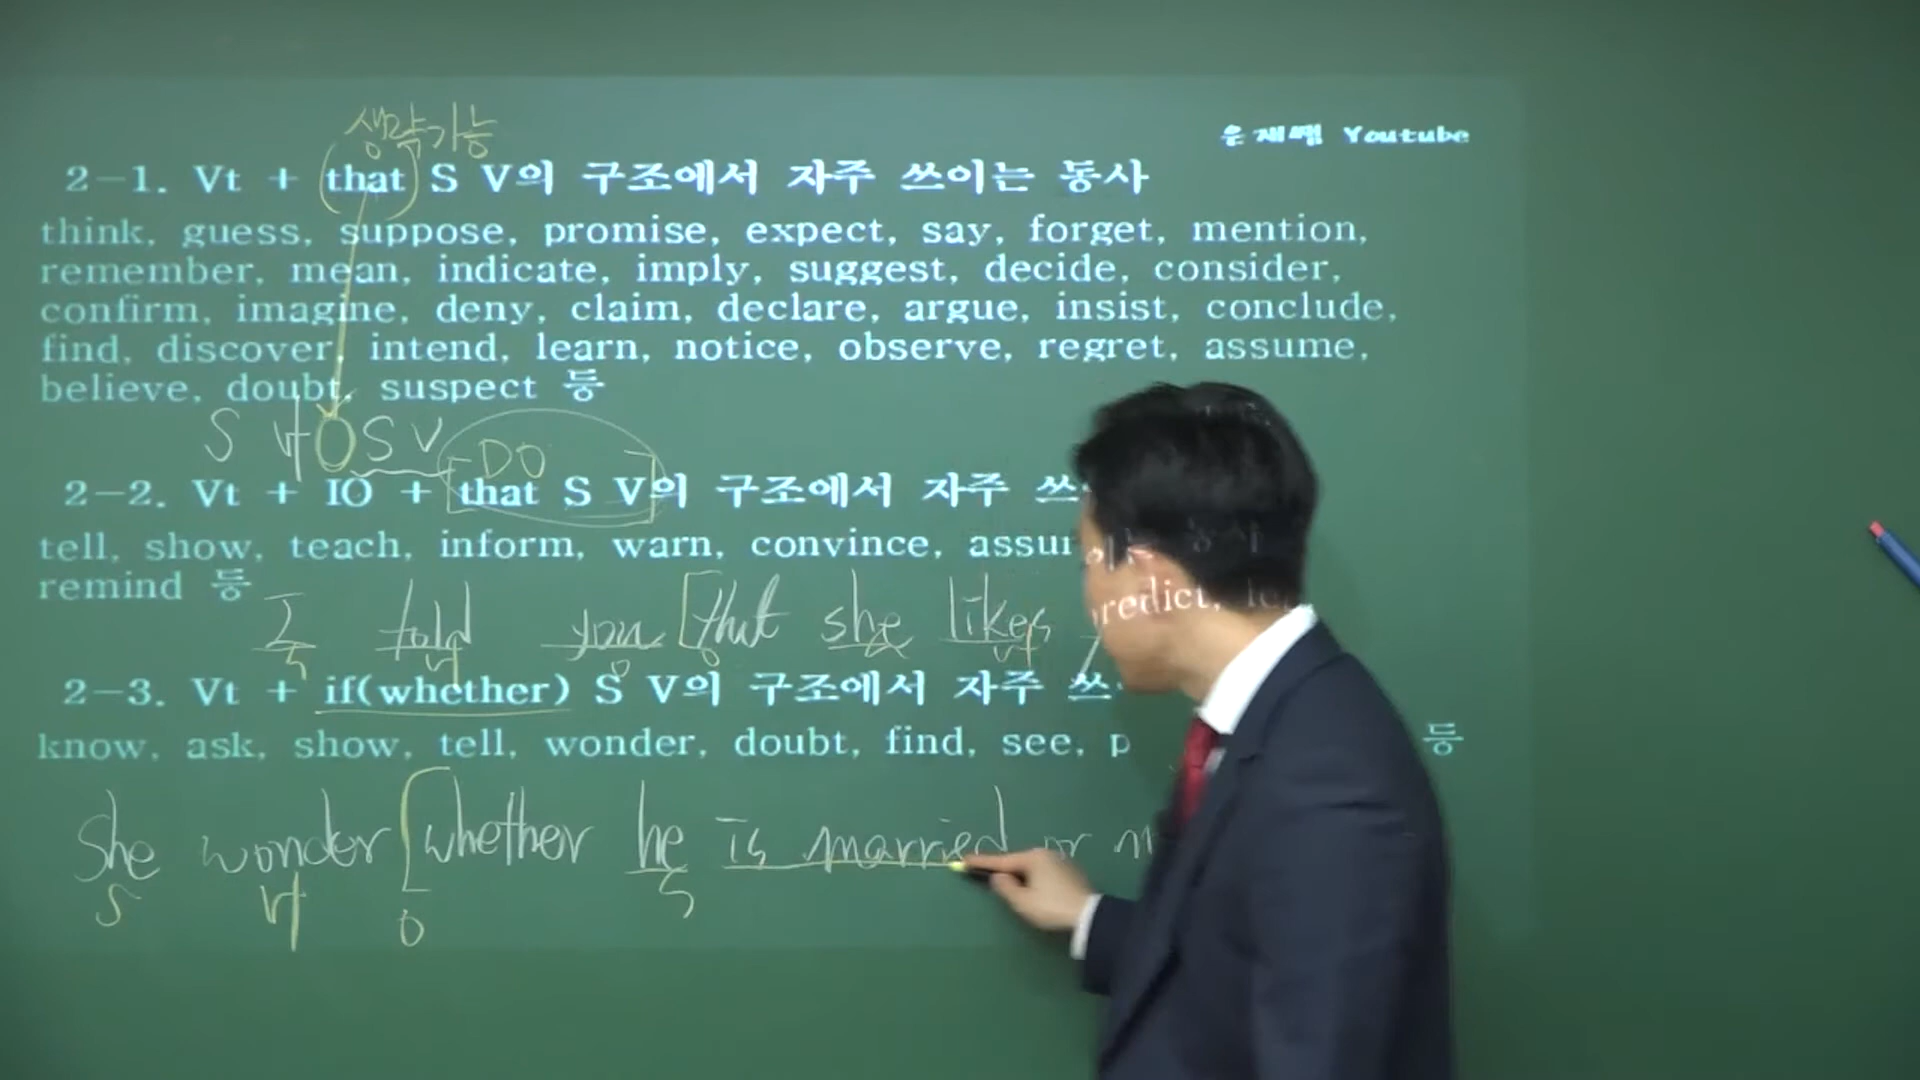 생략가능
은재쌤 Youtube
2-1. Vt + (that) S V의 구조에서 자주 쓰이는 동사
think, guess, suppose, promise, expect, say, forget, mention,
remember, mean, indicate, imply, suggest, decide, consider,
confirm, imagine, deny, claim, declare, argue, insist, conclude,
find, discover, intend, learn, notice, observe, regret, assume,
believe, doubt, suspect 등
S vt O S V
DO
2-2. Vt + IO + [that S V]의 구조에서 자주
tell, show, teach, inform, warn, convince,
remind 등
I told you [that she likes
S vt o o s vt
2-3. Vt + if(whether) S V의 구조에서 자주
know, ask, show, tell, wonder, doubt, find, see, predict, 등
She wonder [whether he is married or
S vt o S